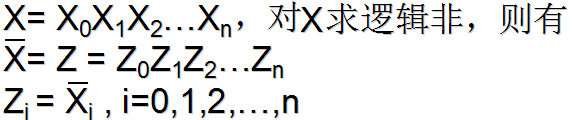 X= X₀X₁X₂…Xₙ，对X求逻辑非，则有
X̅= Z = Z₀Z₁Z₂…Zₙ
Zᵢ = X̅ᵢ , i=0,1,2,…,n